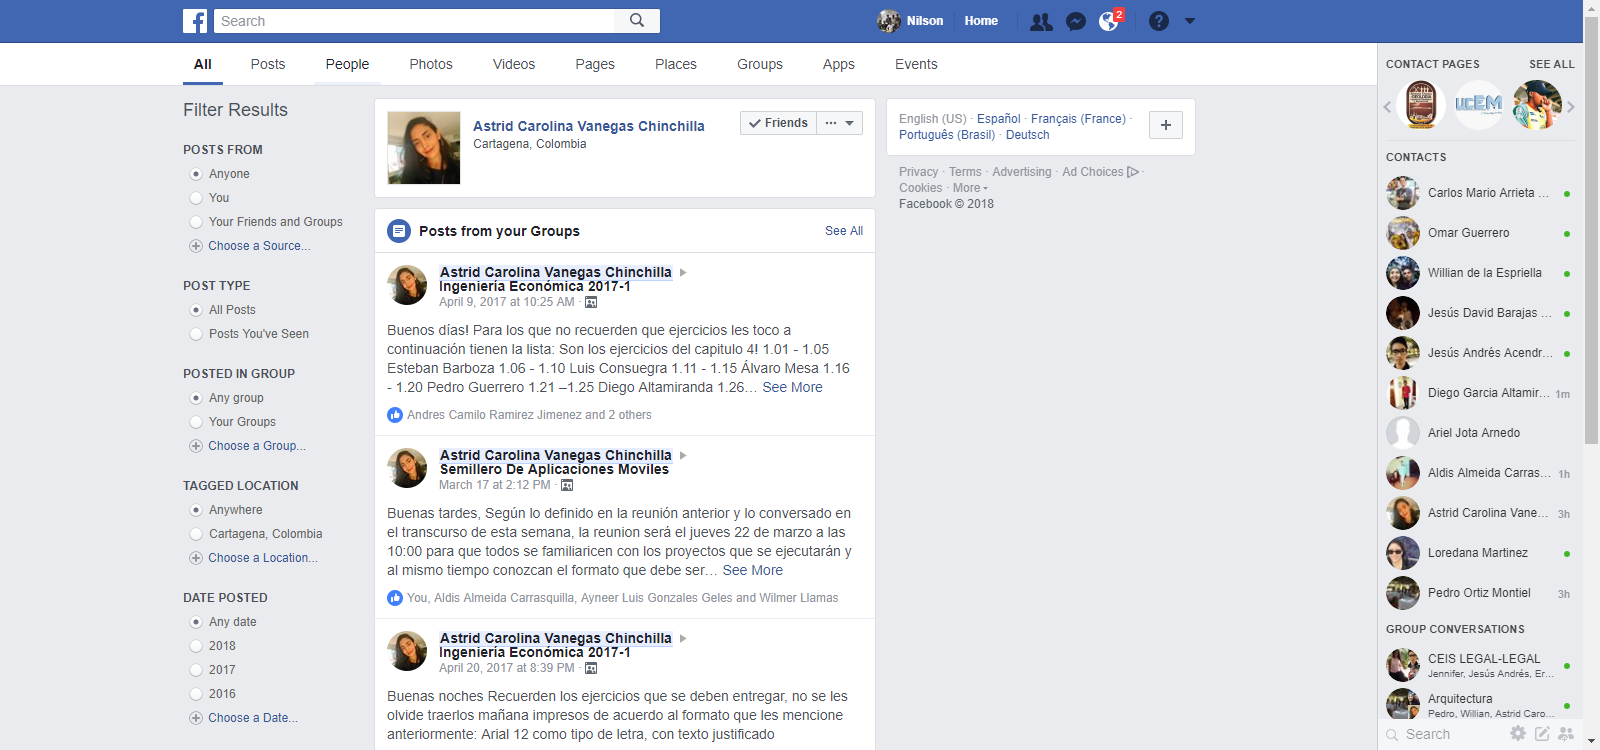 Search
Nilson
Home
2
All
Posts
People
Photos
Videos
Pages
Places
Groups
Apps
Events
Filter Results
POSTS FROM
Anyone
You
Your Friends and Groups
Choose a Source...
POST TYPE
All Posts
Posts You've Seen
POSTED IN GROUP
Any group
Your Groups
Choose a Group...
TAGGED LOCATION
Anywhere
Cartagena, Colombia
Choose a Location...
DATE POSTED
Any date
2018
2017
2016
Choose a Date...
Astrid Carolina Vanegas Chinchilla
Cartagena, Colombia
Friends
Posts from your Groups
See All
Astrid Carolina Vanegas Chinchilla
Ingeniería Económica 2017-1
April 9, 2017 at 10:25 AM ·
Buenos días! Para los que no recuerden que ejercicios les toco a
continuación tienen la lista: Son los ejercicios del capitulo 4! 1.01 - 1.05
Esteban Barboza 1.06 - 1.10 Luis Consuegra 1.11 - 1.15 Álvaro Mesa 1.16
- 1.20 Pedro Guerrero 1.21 –1.25 Diego Altamiranda 1.26... See More
Andres Camilo Ramirez Jimenez and 2 others
Astrid Carolina Vanegas Chinchilla
Semillero De Aplicaciones Moviles
March 17 at 2:12 PM ·
Buenas tardes, Según lo definido en la reunión anterior y lo conversado en
el transcurso de esta semana, la reunion será el jueves 22 de marzo a las
10:00 para que todos se familiaricen con los proyectos que se ejecutarán y
al mismo tiempo conozcan el formato que debe ser... See More
You, Aldis Almeida Carrasquilla, Ayneer Luis Gonzales Geles and Wilmer Llamas
Astrid Carolina Vanegas Chinchilla
Ingeniería Económica 2017-1
April 20, 2017 at 8:39 PM ·
Buenas noches Recuerden los ejercicios que se deben entregar, no se les
olvide traerlos mañana impresos de acuerdo al formato que les mencione
anteriormente: Arial 12 como tipo de letra, con texto justificado
English (US) · Español · Français (France) ·
Português (Brasil) · Deutsch
Privacy · Terms · Advertising · Ad Choices ·
Cookies · More
Facebook © 2018
CONTACT PAGES
SEE ALL
UCEM
CONTACTS
Carlos Mario Arrieta ...
Omar Guerrero
Willian de la Espriella
Jesús David Barajas ...
Jesús Andrés Acendr...
Diego Garcia Altamir... 1m
Ariel Jota Arnedo
Aldis Almeida Carras... 1h
Astrid Carolina Vane... 3h
Loredana Martinez
Pedro Ortiz Montiel 3h
GROUP CONVERSATIONS
CEIS LEGAL-LEGAL
Jennifer, Jesús Andrés, Er...
Arquitectura
Pedro, Willian, Astrid Caro...
Search